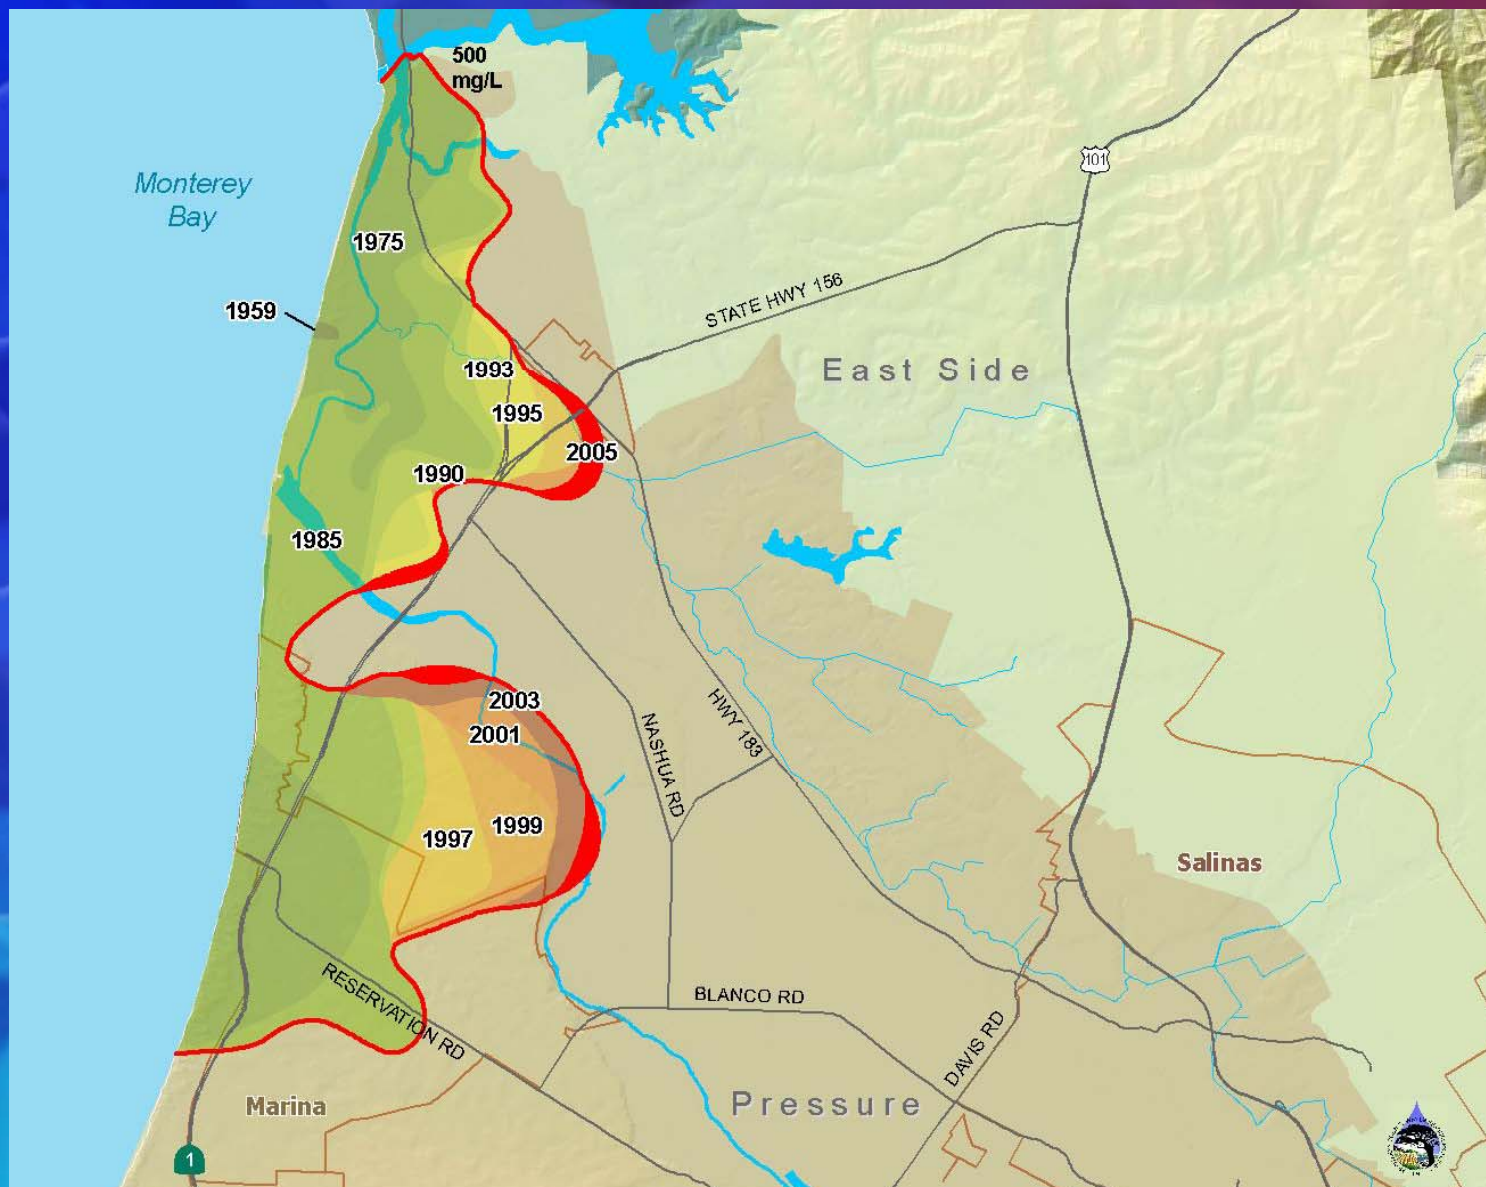 500
mg/L
101
Monterey
Bay
1975
STATE HWY 156
1959
1993
East Side
1995
2005
1990
1985
2003
HWY 183
2001
NASHUA RD
1999
1997
Salinas
RESERVATION RD
BLANCO RD
DAVIS RD
Marina
Pressure
1